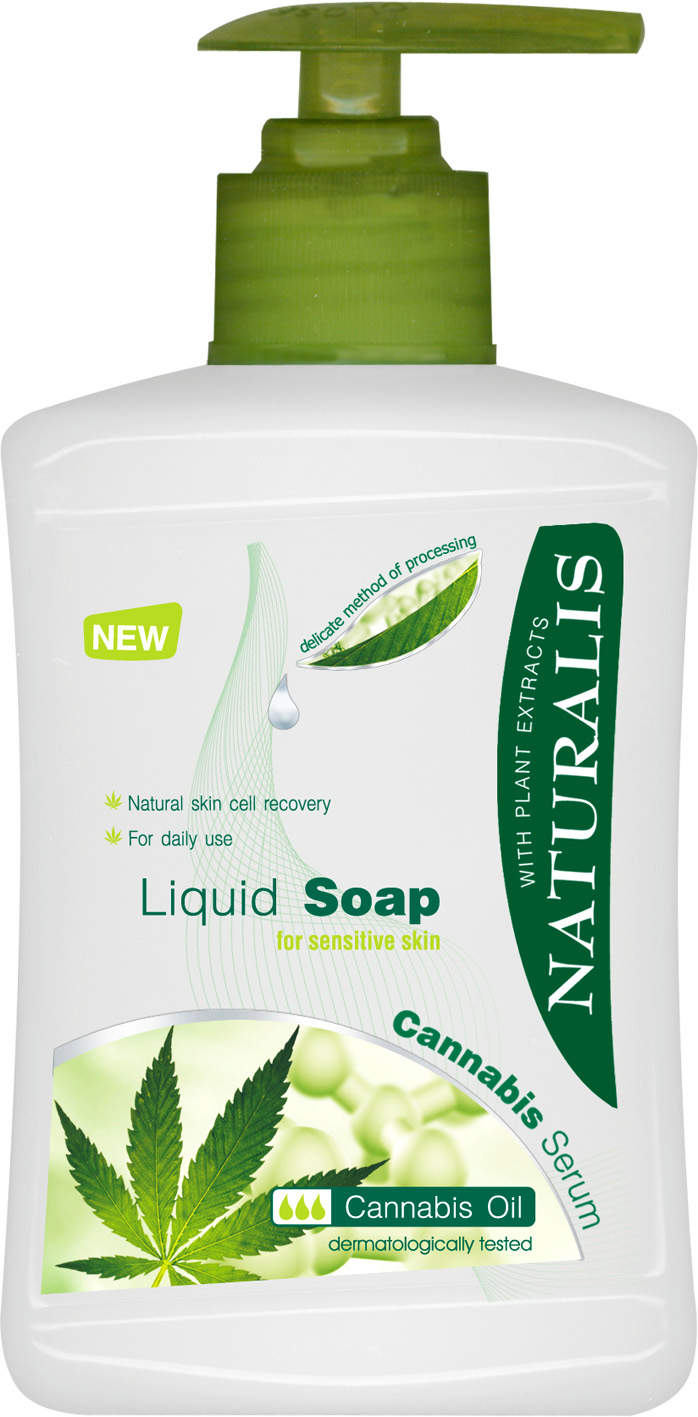 CLOSE
delicate method of processing
NEW
WITH PLANT EXTRACTS
NATURALIS
Natural skin cell recovery
For daily use
Liquid Soap
for sensitive skin
Cannabis Serum
Cannabis Oil
dermatologically tested